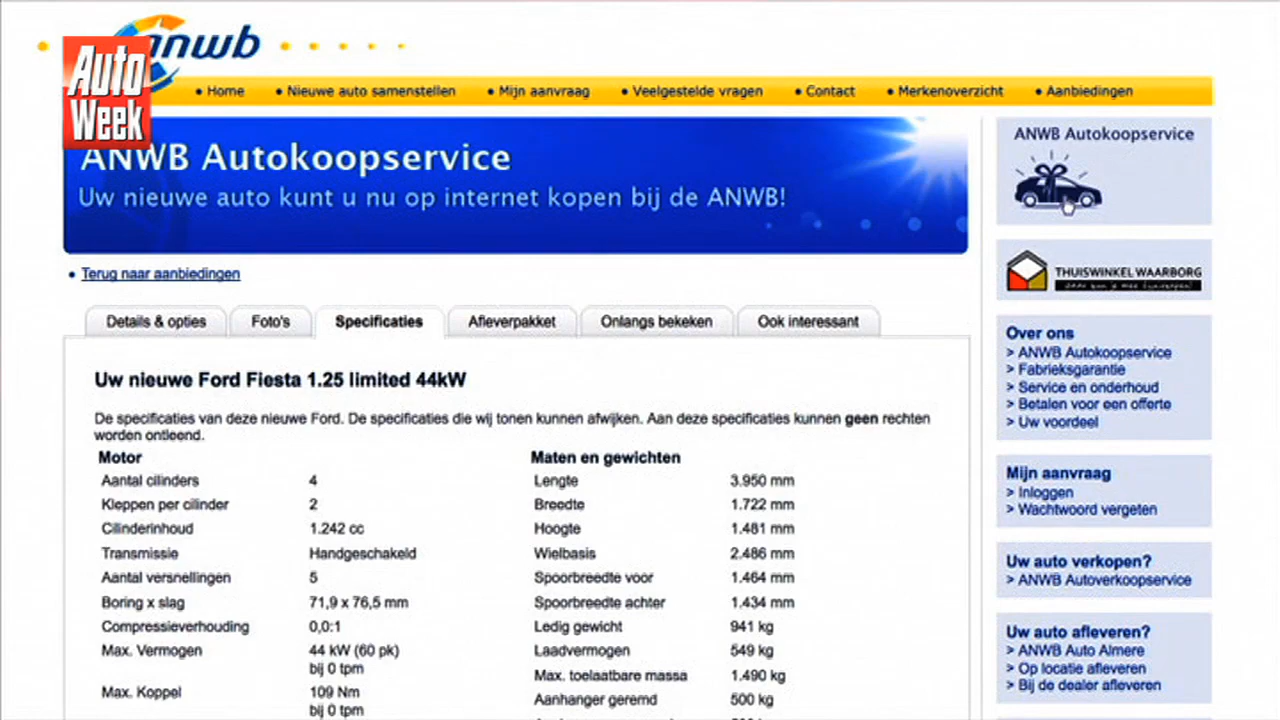 Auto
Week
anwb
Home
Nieuwe auto samenstellen
Mijn aanvraag
Veelgestelde vragen
Contact
Merkenoverzicht
Aanbiedingen
ANWB Autokoopservice
Uw nieuwe auto kunt u nu op internet kopen bij de ANWB!
Terug naar aanbiedingen
Details & opties
Foto's
Specificaties
Afleverpakket
Onlangs bekeken
Ook interessant
Uw nieuwe Ford Fiesta 1.25 limited 44kW
De specificaties van deze nieuwe Ford. De specificaties die wij tonen kunnen afwijken. Aan deze specificaties kunnen geen rechten
worden ontleend.
Motor
Aantal cilinders 4
Kleppen per cilinder 2
Cilinderinhoud 1.242 cc
Transmissie Handgeschakeld
Aantal versnellingen 5
Boring x slag 71,9 x 76,5 mm
Compressieverhouding 0,0:1
Max. Vermogen 44 kW (60 pk)
bij 0 tpm
Max. Koppel 109 Nm
bij 0 tpm
Maten en gewichten
Lengte 3.950 mm
Breedte 1.722 mm
Hoogte 1.481 mm
Wielbasis 2.486 mm
Spoorbreedte voor 1.464 mm
Spoorbreedte achter 1.434 mm
Ledig gewicht 941 kg
Laadvermogen 549 kg
Max. toelaatbare massa 1.490 kg
Aanhanger geremd 500 kg
ANWB Autokoopservice
THUISWINKEL WAARBORG
Over ons
> ANWB Autokoopservice
> Fabrieksgarantie
> Service en onderhoud
> Betalen voor een offerte
> Uw voordeel
Mijn aanvraag
> Inloggen
> Wachtwoord vergeten
Uw auto verkopen?
> ANWB Autoverkoopservice
Uw auto afleveren?
> ANWB Auto Almere
> Op locatie afleveren
> Bij de dealer afleveren